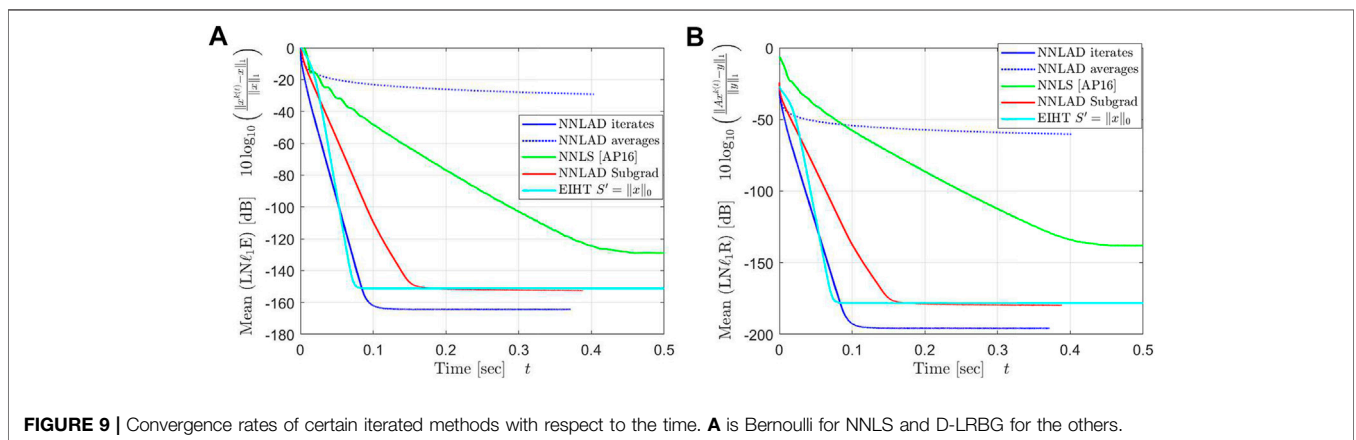 A
Mean (LNℓ₁E) [dB] 10 log₁₀ (‖x^{k(t)}−x‖₁ / ‖x‖₁)
0
-20
-40
-60
-80
-100
-120
-140
-160
-180
NNLAD iterates
NNLAD averages
NNLS [AP16]
NNLAD Subgrad
EIHT S′ = ‖x‖₀
0 0.1 0.2 0.3 0.4 0.5
Time [sec] t
B
Mean (LNℓ₁R) [dB] 10 log₁₀ (‖Ax^{k(t)}−y‖₁ / ‖y‖₁)
0
-50
-100
-150
-200
NNLAD iterates
NNLAD averages
NNLS [AP16]
NNLAD Subgrad
EIHT S′ = ‖x‖₀
0 0.1 0.2 0.3 0.4 0.5
Time [sec] t
FIGURE 9 | Convergence rates of certain iterated methods with respect to the time. A is Bernoulli for NNLS and D-LRBG for the others.